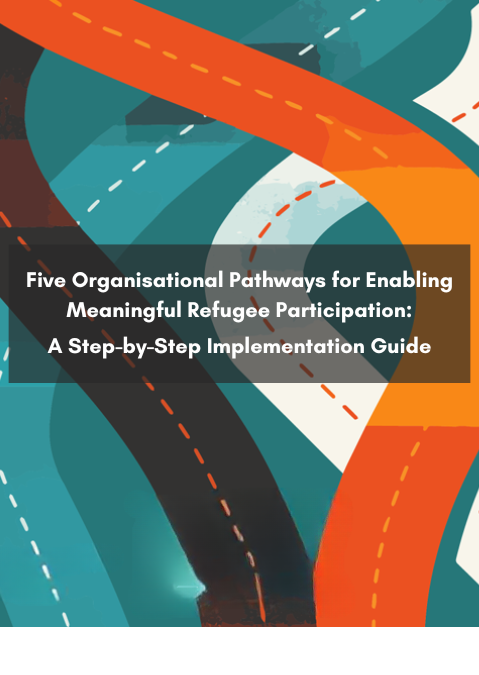 Five Organisational Pathways for Enabling
Meaningful Refugee Participation:
A Step-by-Step Implementation Guide